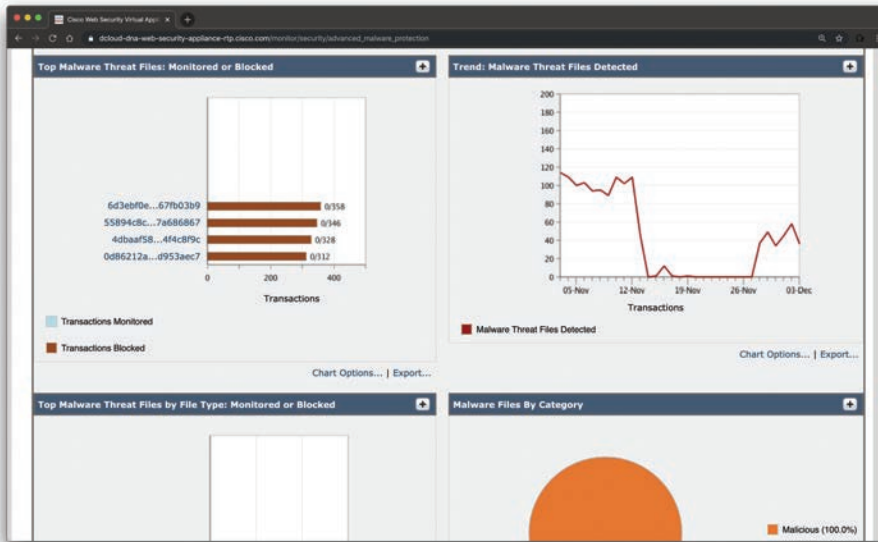 Cisco Web Security Virtual Appli
dcloud-dna-web-security-appliance-rtp.cisco.com/monitor/security/advanced_malware_protection
Top Malware Threat Files: Monitored or Blocked
6d3ebf0e...67fb03b9
0/358
55894c8c...7a686867
0/346
4dbaaf58...4f4c8f9c
0/328
0d86212a...d953aec7
0/312
0
200
400
Transactions
Transactions Monitored
Transactions Blocked
Chart Options... | Export...
Trend: Malware Threat Files Detected
200
180
160
140
120
100
80
60
40
20
0
05-Nov
12-Nov
19-Nov
26-Nov
03-Dec
Transactions
Malware Threat Files Detected
Chart Options... | Export...
Top Malware Threat Files by File Type: Monitored or Blocked
Malware Files By Category
Malicious (100.0%)